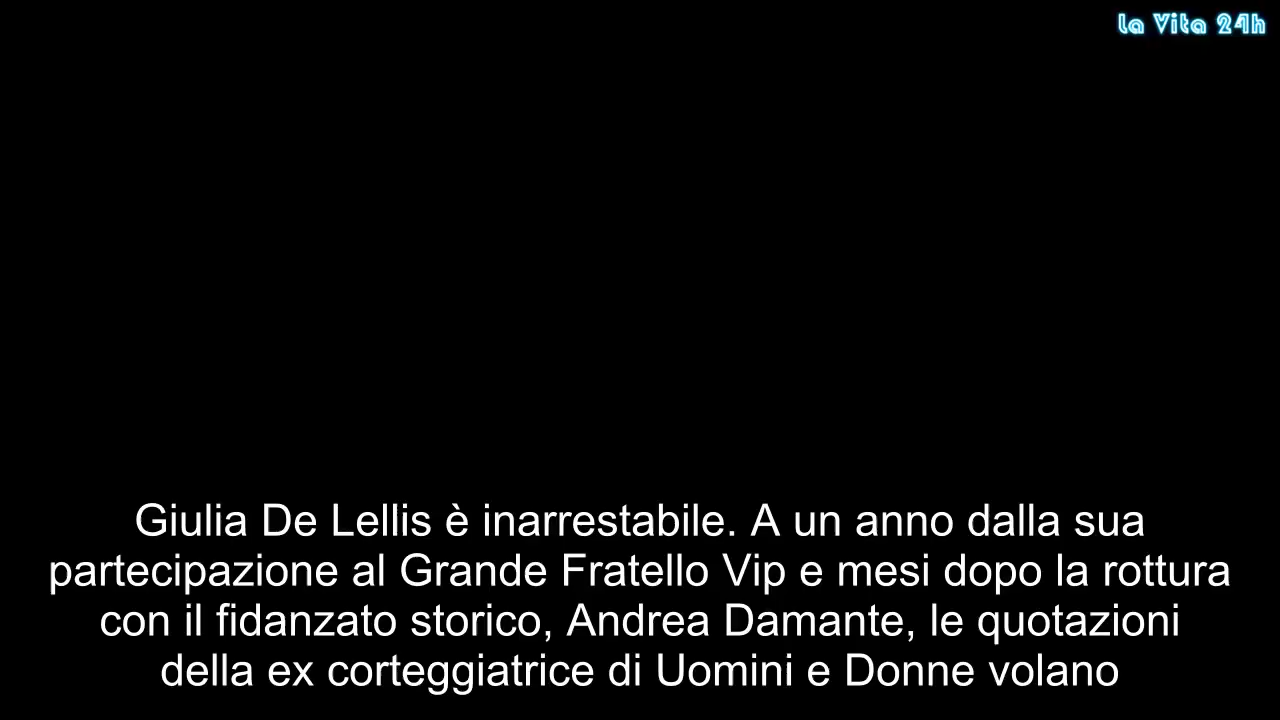 la Vita 24h
Giulia De Lellis è inarrestabile. A un anno dalla sua
partecipazione al Grande Fratello Vip e mesi dopo la rottura
con il fidanzato storico, Andrea Damante, le quotazioni
della ex corteggiatrice di Uomini e Donne volano